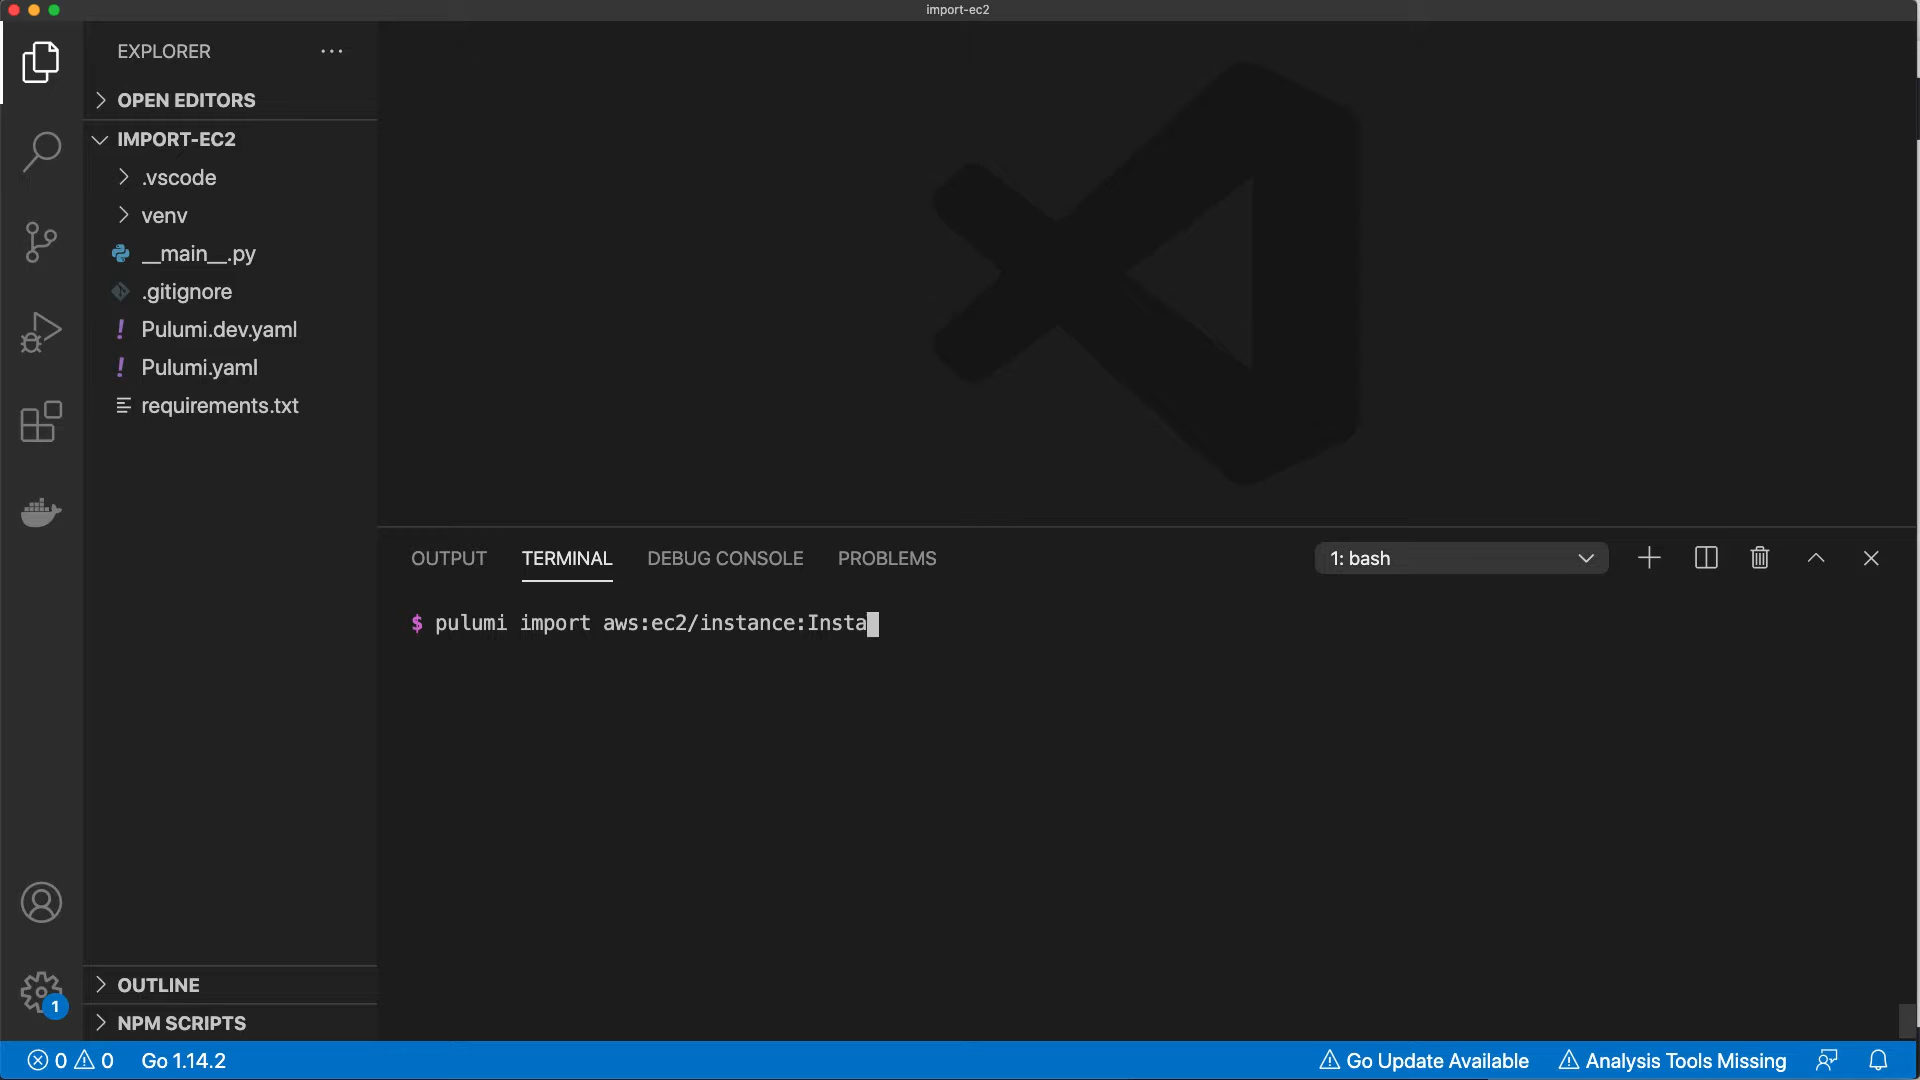 import-ec2
EXPLORER
OPEN EDITORS
IMPORT-EC2
.vscode
venv
__main__.py
.gitignore
Pulumi.dev.yaml
Pulumi.yaml
requirements.txt
OUTPUT TERMINAL DEBUG CONSOLE PROBLEMS 1: bash
$ pulumi import aws:ec2/instance:Insta
OUTLINE
1
NPM SCRIPTS
0 0 Go 1.14.2 Go Update Available Analysis Tools Missing